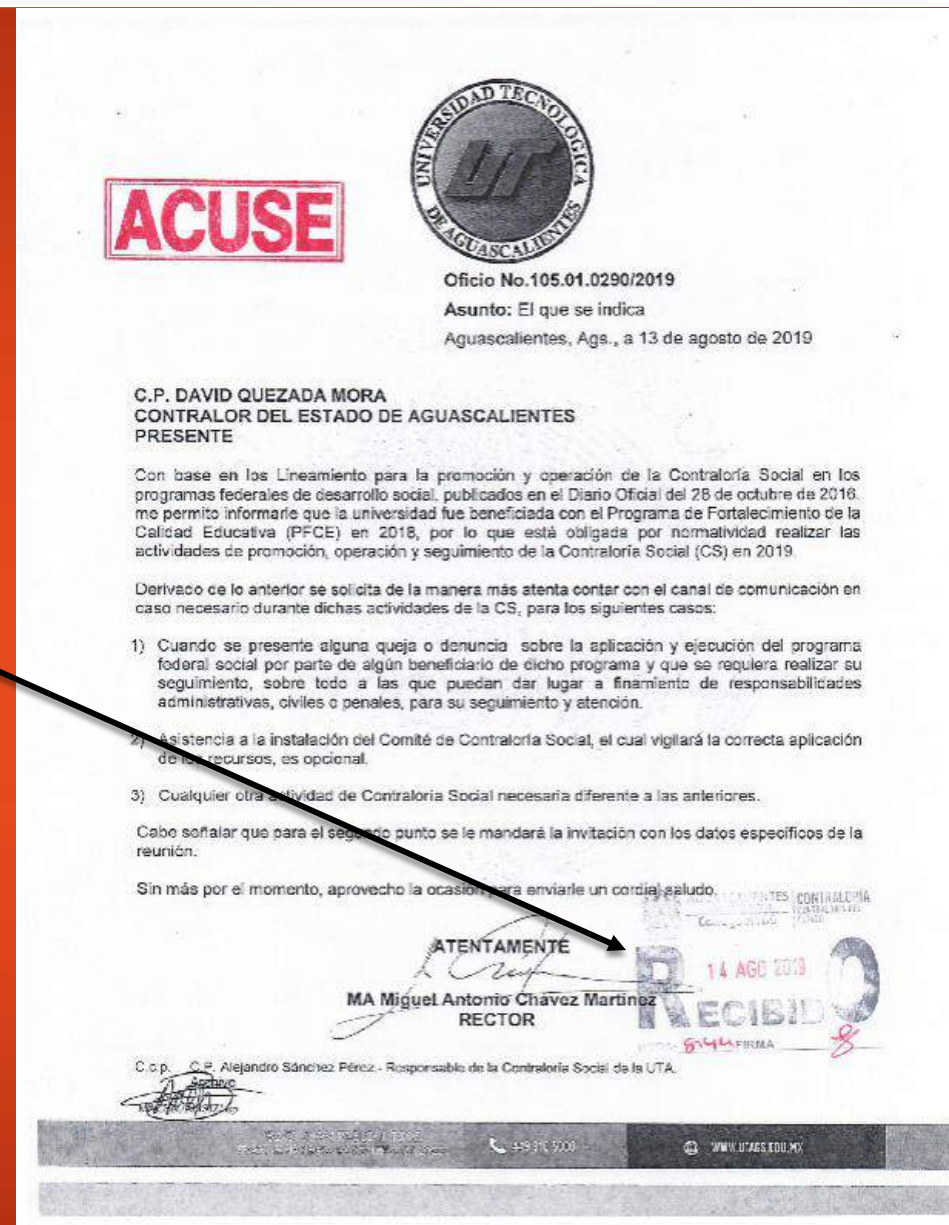 UNIVERSIDAD TECNOLOGICA
UT
DE AGUASCALIENTES
ACUSE
Oficio No.105.01.0290/2019
Asunto: El que se indica
Aguascalientes, Ags., a 13 de agosto de 2019
C.P. DAVID QUEZADA MORA
CONTRALOR DEL ESTADO DE AGUASCALIENTES
PRESENTE
Con base en los Lineamiento para la promoción y operación de la Contraloría Social en los
programas federales de desarrollo social, publicados en el Diario Oficial del 28 de octubre de 2016,
me permito informarle que la universidad fue beneficiada con el Programa de Fortalecimiento de la
Calidad Educativa (PFCE) en 2018, por lo que está obligada por normatividad realizar las
actividades de promoción, operación y seguimiento de la Contraloría Social (CS) en 2019.
Derivado de lo anterior se solicita de la manera más atenta contar con el canal de comunicación en
caso necesario durante dichas actividades de la CS, para los siguientes casos:
1) Cuando se presente alguna queja o denuncia sobre la aplicación y ejecución del programa
federal social por parte de algún beneficiario de dicho programa y que se requiera realizar su
seguimiento, sobre todo a las que puedan dar lugar a finamiento de responsabilidades
administrativas, civiles o penales, para su seguimiento y atención.
2) Asistencia a la instalación del Comité de Contraloría Social, el cual vigilará la correcta aplicación
de los recursos, es opcional.
3) Cualquier otra actividad de Contraloría Social necesaria diferente a las anteriores.
Cabe señalar que para el segundo punto se le mandará la invitación con los datos específicos de la
reunión.
Sin más por el momento, aprovecho la ocasión para enviarle un cordial saludo.
AGUASCALIENTES CONTRALORÍA
ATENTAMENTE
14 AGO 2019
RECIBIDO
MA Miguel Antonio Chávez Martínez
RECTOR
FIRMA
C.c.p. C.P. Alejandro Sánchez Pérez.- Responsable de la Contraloría Social de la UTA.
Archivo
WWW.UTAGS.EDU.MX